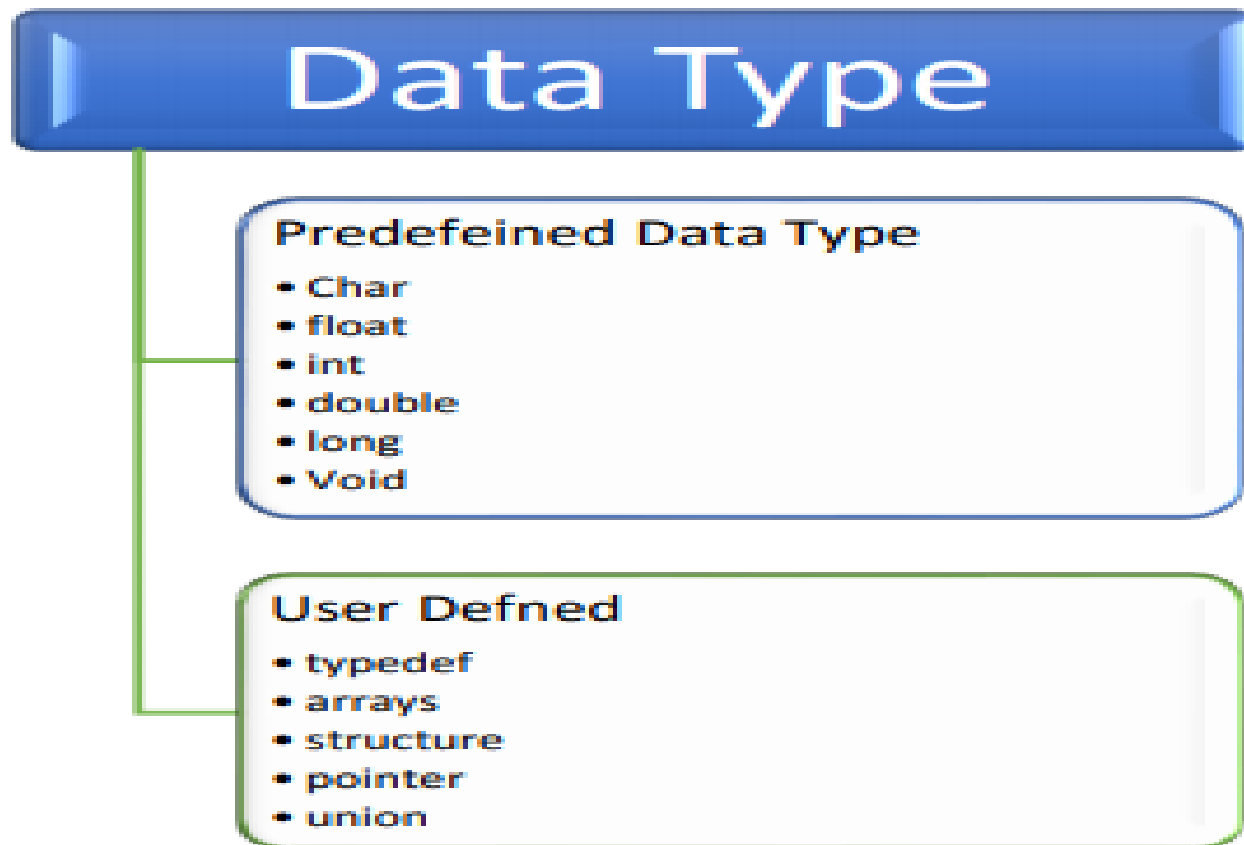 Data Type
Predefeined Data Type
• Char
• float
• int
• double
• long
• Void
User Defned
• typedef
• arrays
• structure
• pointer
• union